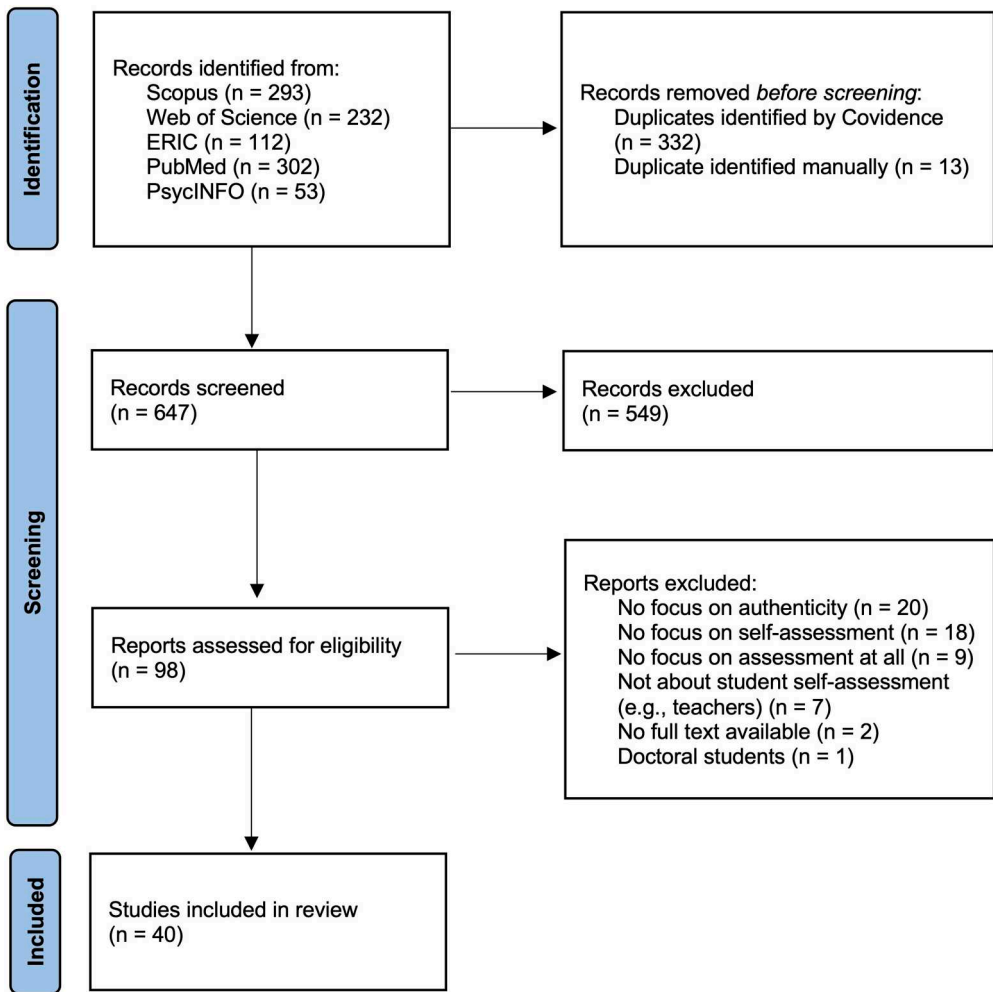 Identification
Records identified from:
Scopus (n = 293)
Web of Science (n = 232)
ERIC (n = 112)
PubMed (n = 302)
PsycINFO (n = 53)
Records removed before screening:
Duplicates identified by Covidence
(n = 332)
Duplicate identified manually (n = 13)
Screening
Records screened
(n = 647)
Records excluded
(n = 549)
Reports assessed for eligibility
(n = 98)
Reports excluded:
No focus on authenticity (n = 20)
No focus on self-assessment (n = 18)
No focus on assessment at all (n = 9)
Not about student self-assessment
(e.g., teachers) (n = 7)
No full text available (n = 2)
Doctoral students (n = 1)
Included
Studies included in review
(n = 40)